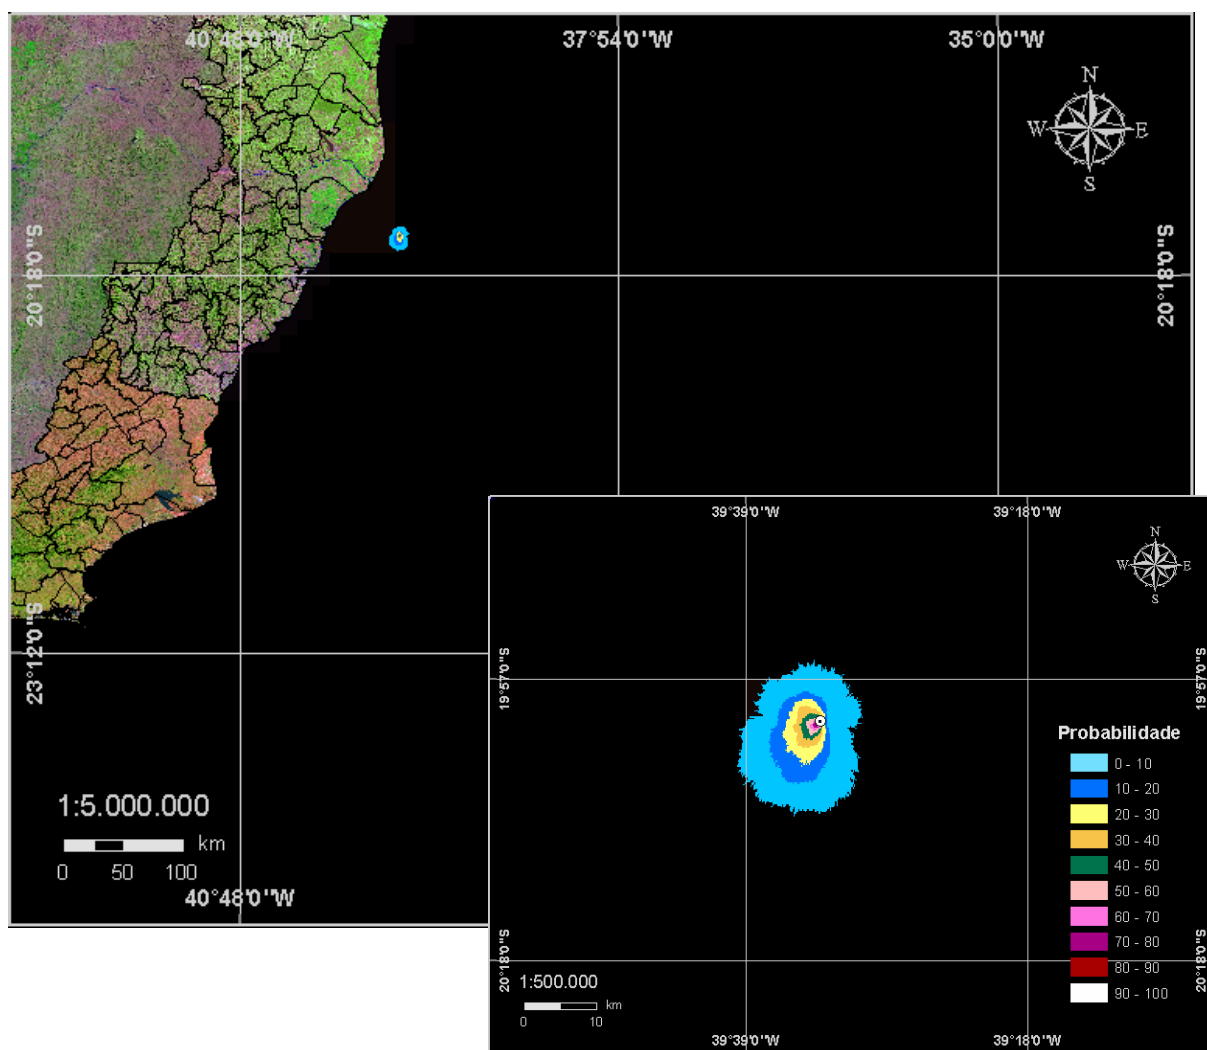 40°48'0''W
37°54'0''W
35°0'0''W
N
W
E
S
20°18'0''S
20°18'0''S
23°12'0''S
1:5.000.000
km
0 50 100
40°48'0''W
39°39'0''W
39°18'0''W
N
W
E
S
19°57'0''S
19°57'0''S
Probabilidade
0 - 10
10 - 20
20 - 30
30 - 40
40 - 50
50 - 60
60 - 70
70 - 80
80 - 90
90 - 100
20°18'0''S
20°18'0''S
1:500.000
km
0 10
39°39'0''W
39°18'0''W